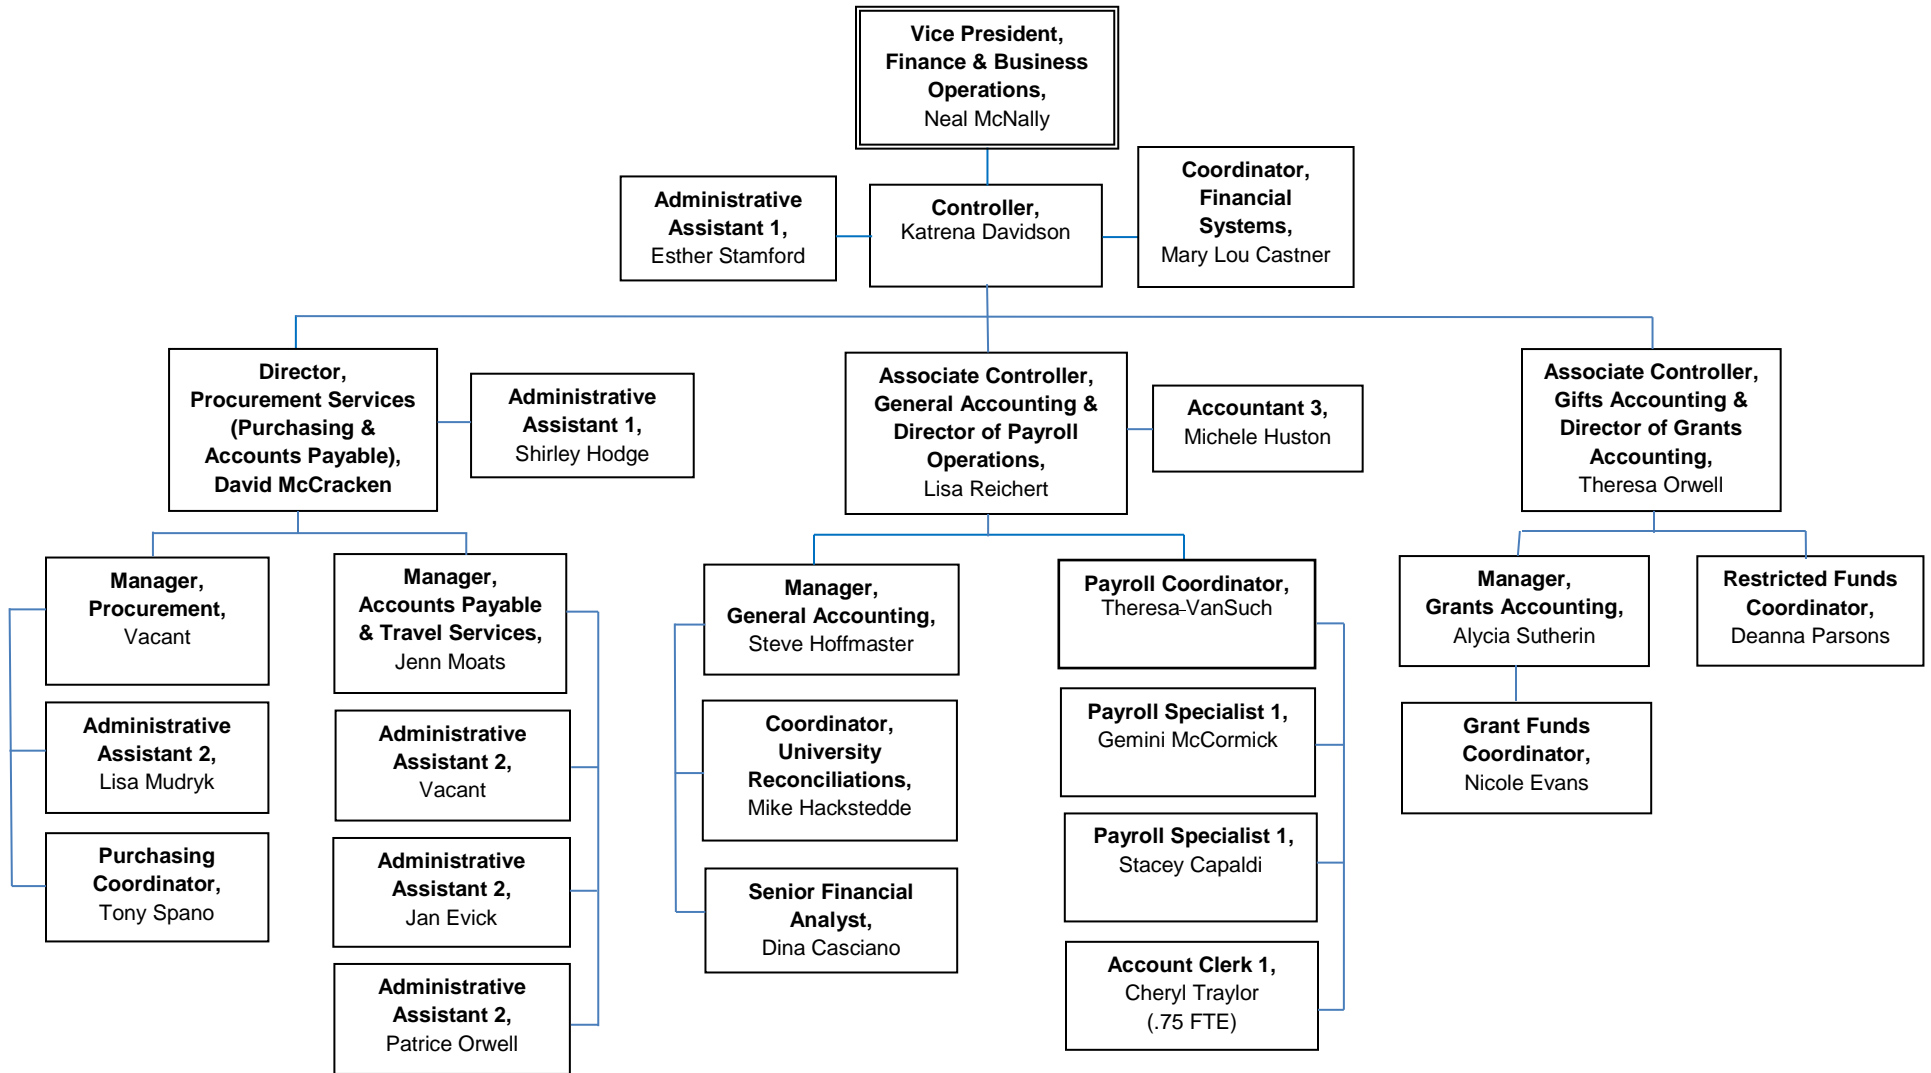 Vice President,
Finance & Business
Operations,
Neal McNally
Administrative
Assistant 1,
Esther Stamford
Controller,
Katrena Davidson
Coordinator,
Financial
Systems,
Mary Lou Castner
Director,
Procurement Services
(Purchasing &
Accounts Payable),
David McCracken
Administrative
Assistant 1,
Shirley Hodge
Associate Controller,
General Accounting &
Director of Payroll
Operations,
Lisa Reichert
Accountant 3,
Michele Huston
Associate Controller,
Gifts Accounting &
Director of Grants
Accounting,
Theresa Orwell
Manager,
Procurement,
Vacant
Administrative
Assistant 2,
Lisa Mudryk
Purchasing
Coordinator,
Tony Spano
Manager,
Accounts Payable
& Travel Services,
Jenn Moats
Administrative
Assistant 2,
Vacant
Administrative
Assistant 2,
Jan Evick
Administrative
Assistant 2,
Patrice Orwell
Manager,
General Accounting,
Steve Hoffmaster
Coordinator,
University
Reconciliations,
Mike Hackstedde
Senior Financial
Analyst,
Dina Casciano
Payroll Coordinator,
Theresa-VanSuch
Payroll Specialist 1,
Gemini McCormick
Payroll Specialist 1,
Stacey Capaldi
Account Clerk 1,
Cheryl Traylor
(.75 FTE)
Manager,
Grants Accounting,
Alycia Sutherin
Grant Funds
Coordinator,
Nicole Evans
Restricted Funds
Coordinator,
Deanna Parsons